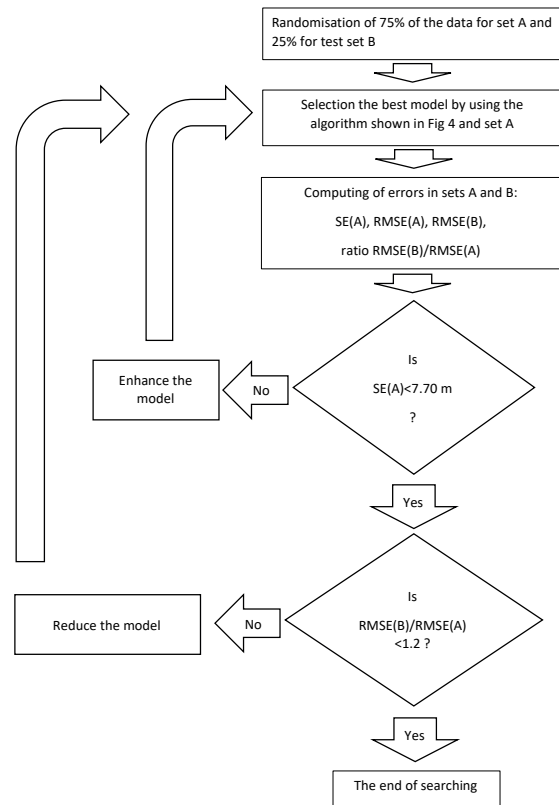 Randomisation of 75% of the data for set A and
25% for test set B
Selection the best model by using the
algorithm shown in Fig 4 and set A
Computing of errors in sets A and B:
SE(A), RMSE(A), RMSE(B),
ratio RMSE(B)/RMSE(A)
Is
SE(A)<7.70 m
?
No
Enhance the
model
Yes
Is
RMSE(B)/RMSE(A)
<1.2 ?
No
Reduce the model
Yes
The end of searching